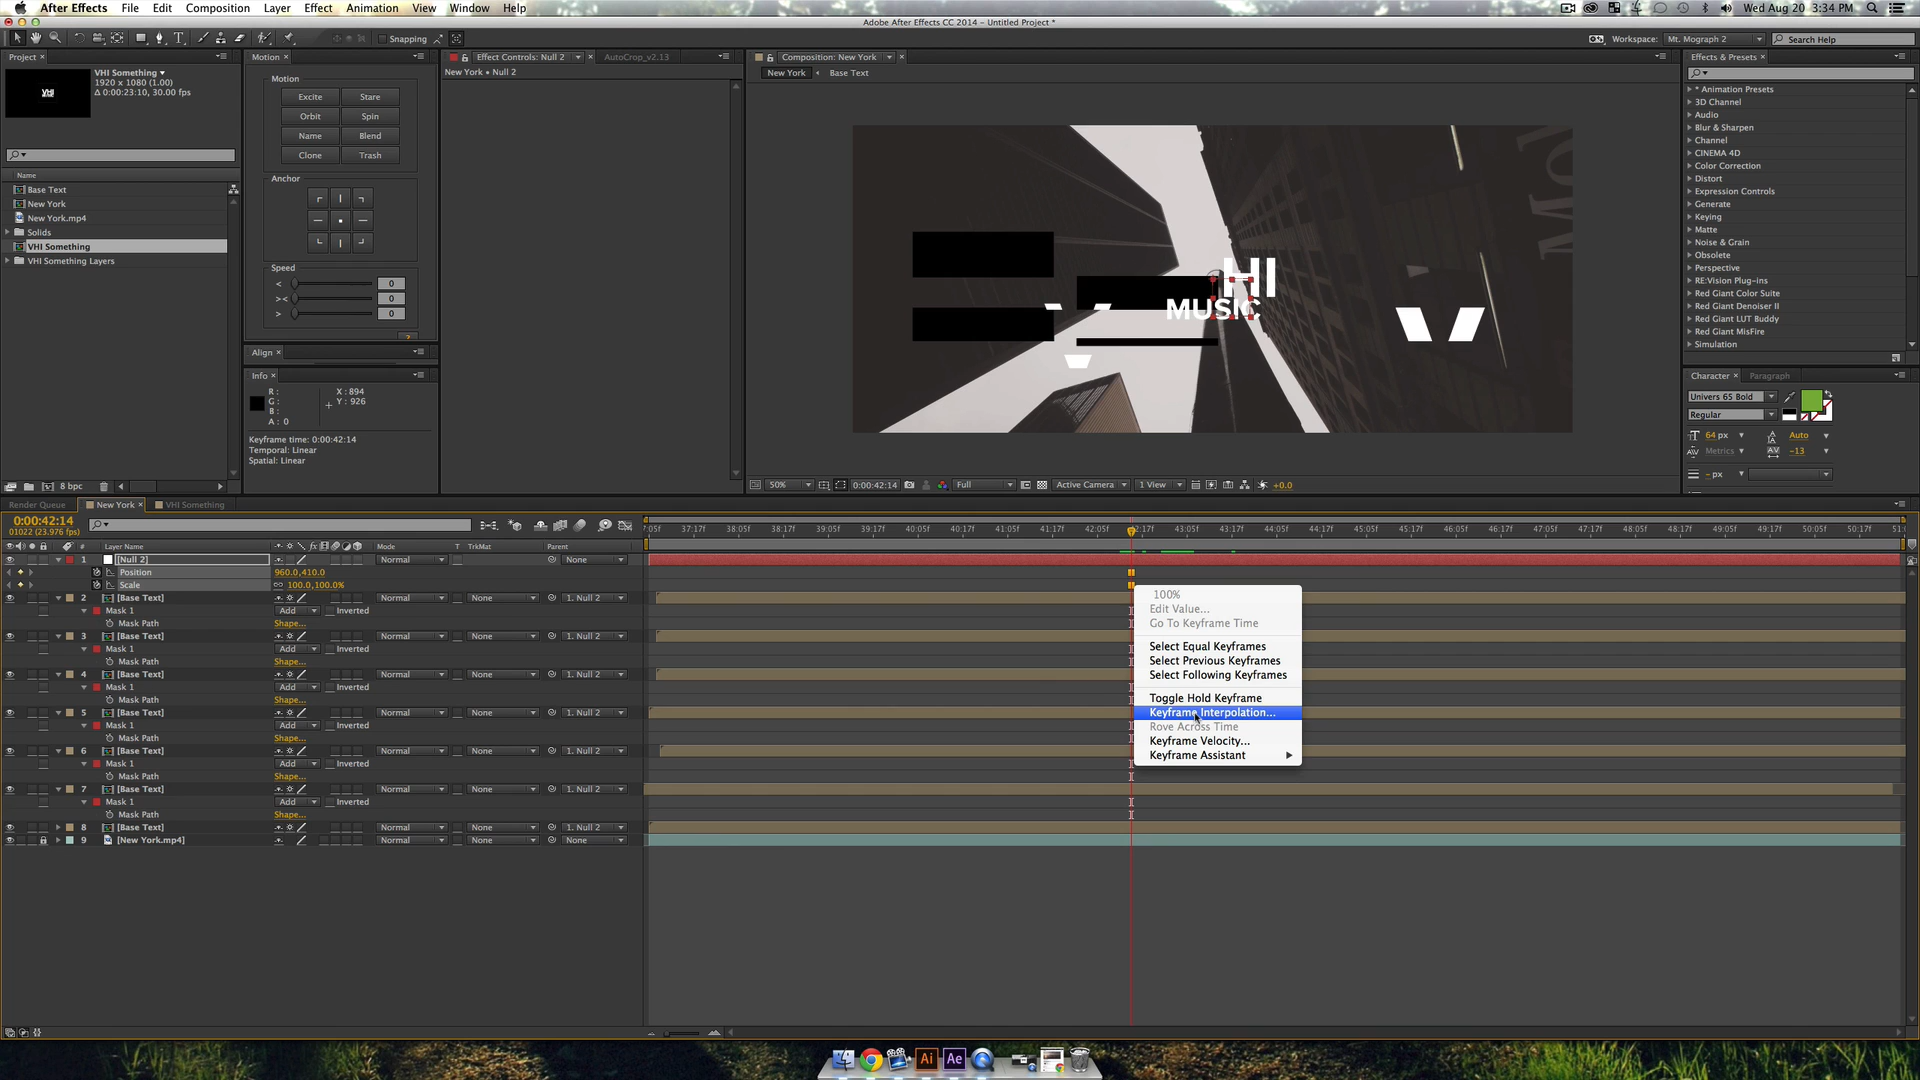 After Effects File Edit Composition Layer Effect Animation View Window Help
Wed Aug 20 3:34 PM
Adobe After Effects CC 2014 - Untitled Project *
Snapping
Workspace: Mt. Mograph 2
Search Help
Project
VHI Something
1920 x 1080 (1.00)
Δ 0:00:23:10, 30.00 fps
Name
Base Text
New York
New York.mp4
Solids
VHI Something
VHI Something Layers
8 bpc
Motion
Motion
Excite Stare
Orbit Spin
Name Blend
Clone Trash
Anchor
Speed
< 0
>< 0
> 0
?
Align
Info
R :
G :
B :
A : 0
X : 894
Y : 926
Keyframe time: 0:00:42:14
Temporal: Linear
Spatial: Linear
Effect Controls: Null 2
AutoCrop_v2.13
New York • Null 2
Composition: New York
New York Base Text
HI
MUSIC
50% 0:00:42:14 Full Active Camera 1 View +0.0
Effects & Presets
* Animation Presets
3D Channel
Audio
Blur & Sharpen
Channel
CINEMA 4D
Color Correction
Distort
Expression Controls
Generate
Keying
Matte
Noise & Grain
Obsolete
Perspective
RE:Vision Plug-ins
Red Giant Color Suite
Red Giant Denoiser II
Red Giant LUT Buddy
Red Giant MisFire
Simulation
Character Paragraph
Univers 65 Bold
Regular
64 px Auto
Metrics -13
- px
Render Queue New York VHI Something
0:00:42:14
01022 (23.976 fps)
7:05f 37:17f 38:05f 38:17f 39:05f 39:17f 40:05f 40:17f 41:05f 41:17f 42:05f 42:17f 43:05f 43:17f 44:05f 44:17f 45:05f 45:17f 46:05f 46:17f 47:05f 47:17f 48:05f 48:17f 49:05f 49:17f 50:05f 50:17f 51:0
# Layer Name fx Mode T TrkMat Parent
1 [Null 2] Normal None
Position 960.0,410.0
Scale 100.0,100.0%
2 [Base Text] Normal None 1. Null 2
Mask 1 Add Inverted
Mask Path Shape...
3 [Base Text] Normal None 1. Null 2
Mask 1 Add Inverted
Mask Path Shape...
4 [Base Text] Normal None 1. Null 2
Mask 1 Add Inverted
Mask Path Shape...
5 [Base Text] Normal None 1. Null 2
Mask 1 Add Inverted
Mask Path Shape...
6 [Base Text] Normal None 1. Null 2
Mask 1 Add Inverted
Mask Path Shape...
7 [Base Text] Normal None 1. Null 2
Mask 1 Add Inverted
Mask Path Shape...
8 [Base Text] Normal None 1. Null 2
9 [New York.mp4] Normal None None
100%
Edit Value...
Go To Keyframe Time
Select Equal Keyframes
Select Previous Keyframes
Select Following Keyframes
Toggle Hold Keyframe
Keyframe Interpolation...
Rove Across Time
Keyframe Velocity...
Keyframe Assistant
Ai Ae